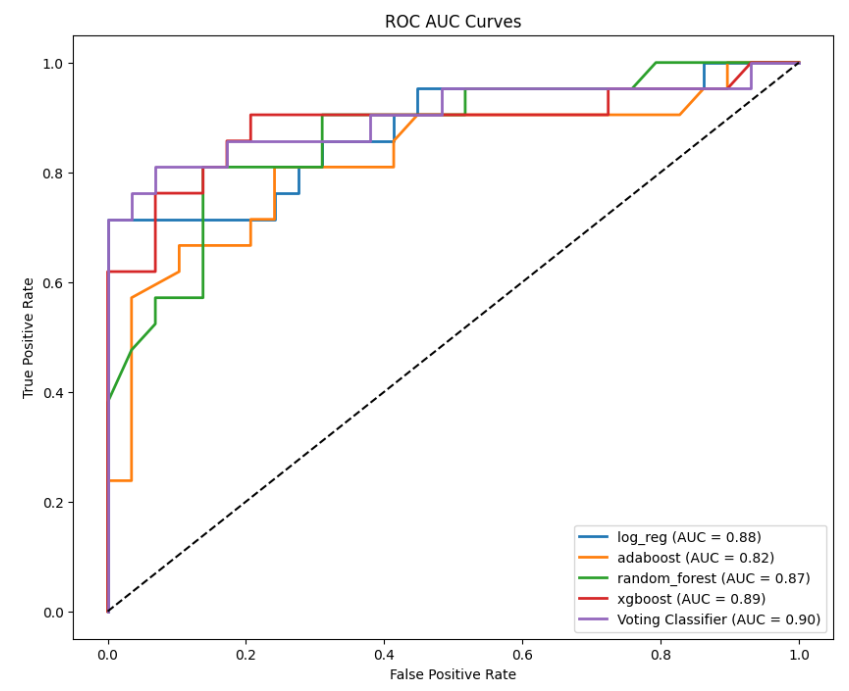 ROC AUC Curves
True Positive Rate
1.0
0.8
0.6
0.4
0.2
0.0
log_reg (AUC = 0.88)
adaboost (AUC = 0.82)
random_forest (AUC = 0.87)
xgboost (AUC = 0.89)
Voting Classifier (AUC = 0.90)
0.0 0.2 0.4 0.6 0.8 1.0
False Positive Rate